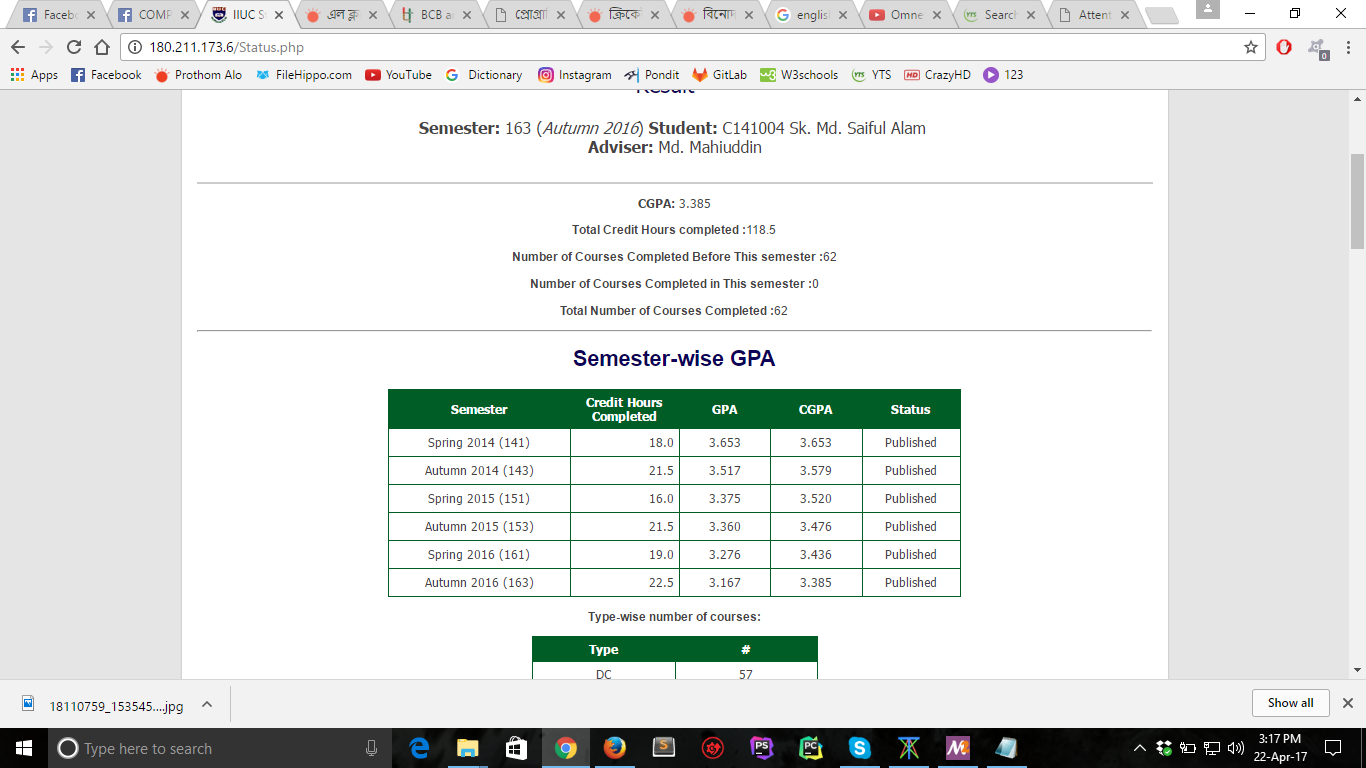 Faceb
COMP
IIUC S
এল ক্ল
BCB a
প্রোগ্রা
ক্রিকে
বিনোদ
englis
Omne
Search
Attent
180.211.173.6/Status.php
Apps
Facebook
Prothom Alo
FileHippo.com
YouTube
Dictionary
Instagram
Pondit
GitLab
W3schools
YTS
CrazyHD
123
Result
Semester: 163 (Autumn 2016) Student: C141004 Sk. Md. Saiful Alam
Adviser: Md. Mahiuddin
CGPA: 3.385
Total Credit Hours completed :118.5
Number of Courses Completed Before This semester :62
Number of Courses Completed in This semester :0
Total Number of Courses Completed :62
Semester-wise GPA
Semester Credit Hours Completed GPA CGPA Status
Spring 2014 (141) 18.0 3.653 3.653 Published
Autumn 2014 (143) 21.5 3.517 3.579 Published
Spring 2015 (151) 16.0 3.375 3.520 Published
Autumn 2015 (153) 21.5 3.360 3.476 Published
Spring 2016 (161) 19.0 3.276 3.436 Published
Autumn 2016 (163) 22.5 3.167 3.385 Published
Type-wise number of courses:
Type #
DC 57
18110759_153545....jpg
Show all
Type here to search
3:17 PM
22-Apr-17